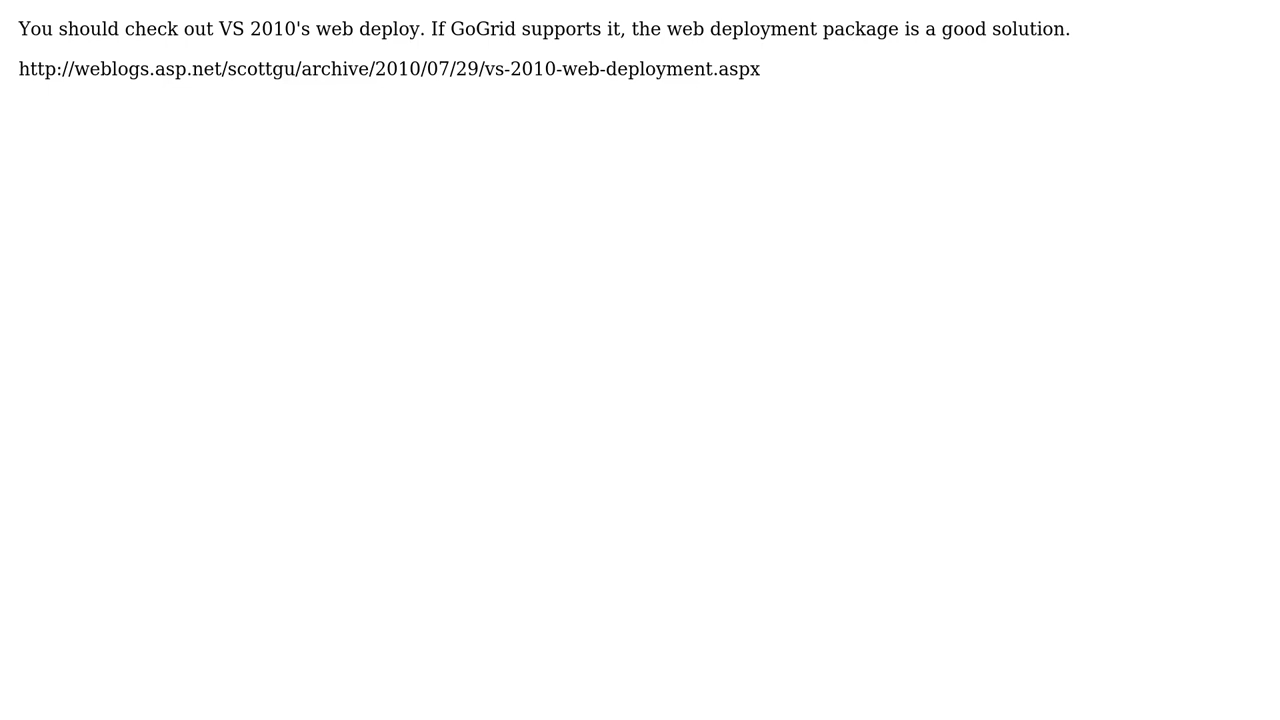 You should check out VS 2010's web deploy. If GoGrid supports it, the web deployment package is a good solution.
http://weblogs.asp.net/scottgu/archive/2010/07/29/vs-2010-web-deployment.aspx